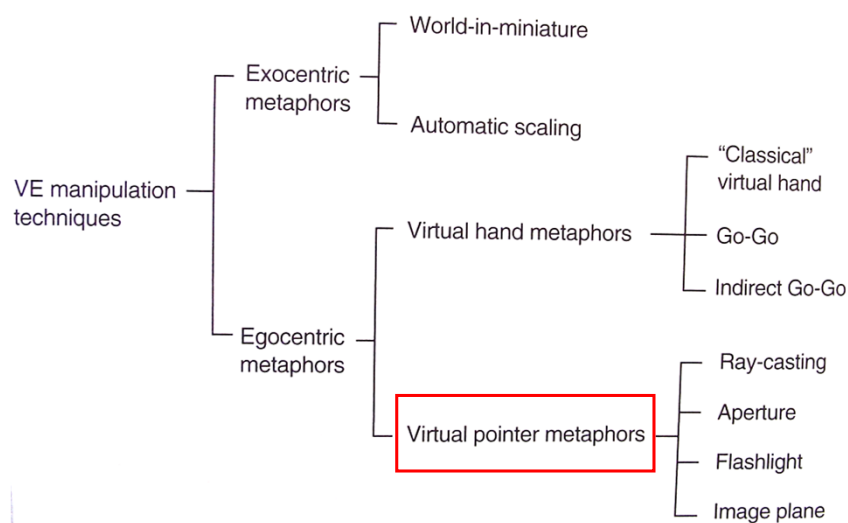 World-in-miniature
Exocentric
metaphors
Automatic scaling
VE manipulation
techniques
"Classical"
virtual hand
Virtual hand metaphors
Go-Go
Indirect Go-Go
Egocentric
metaphors
Ray-casting
Aperture
Virtual pointer metaphors
Flashlight
Image plane